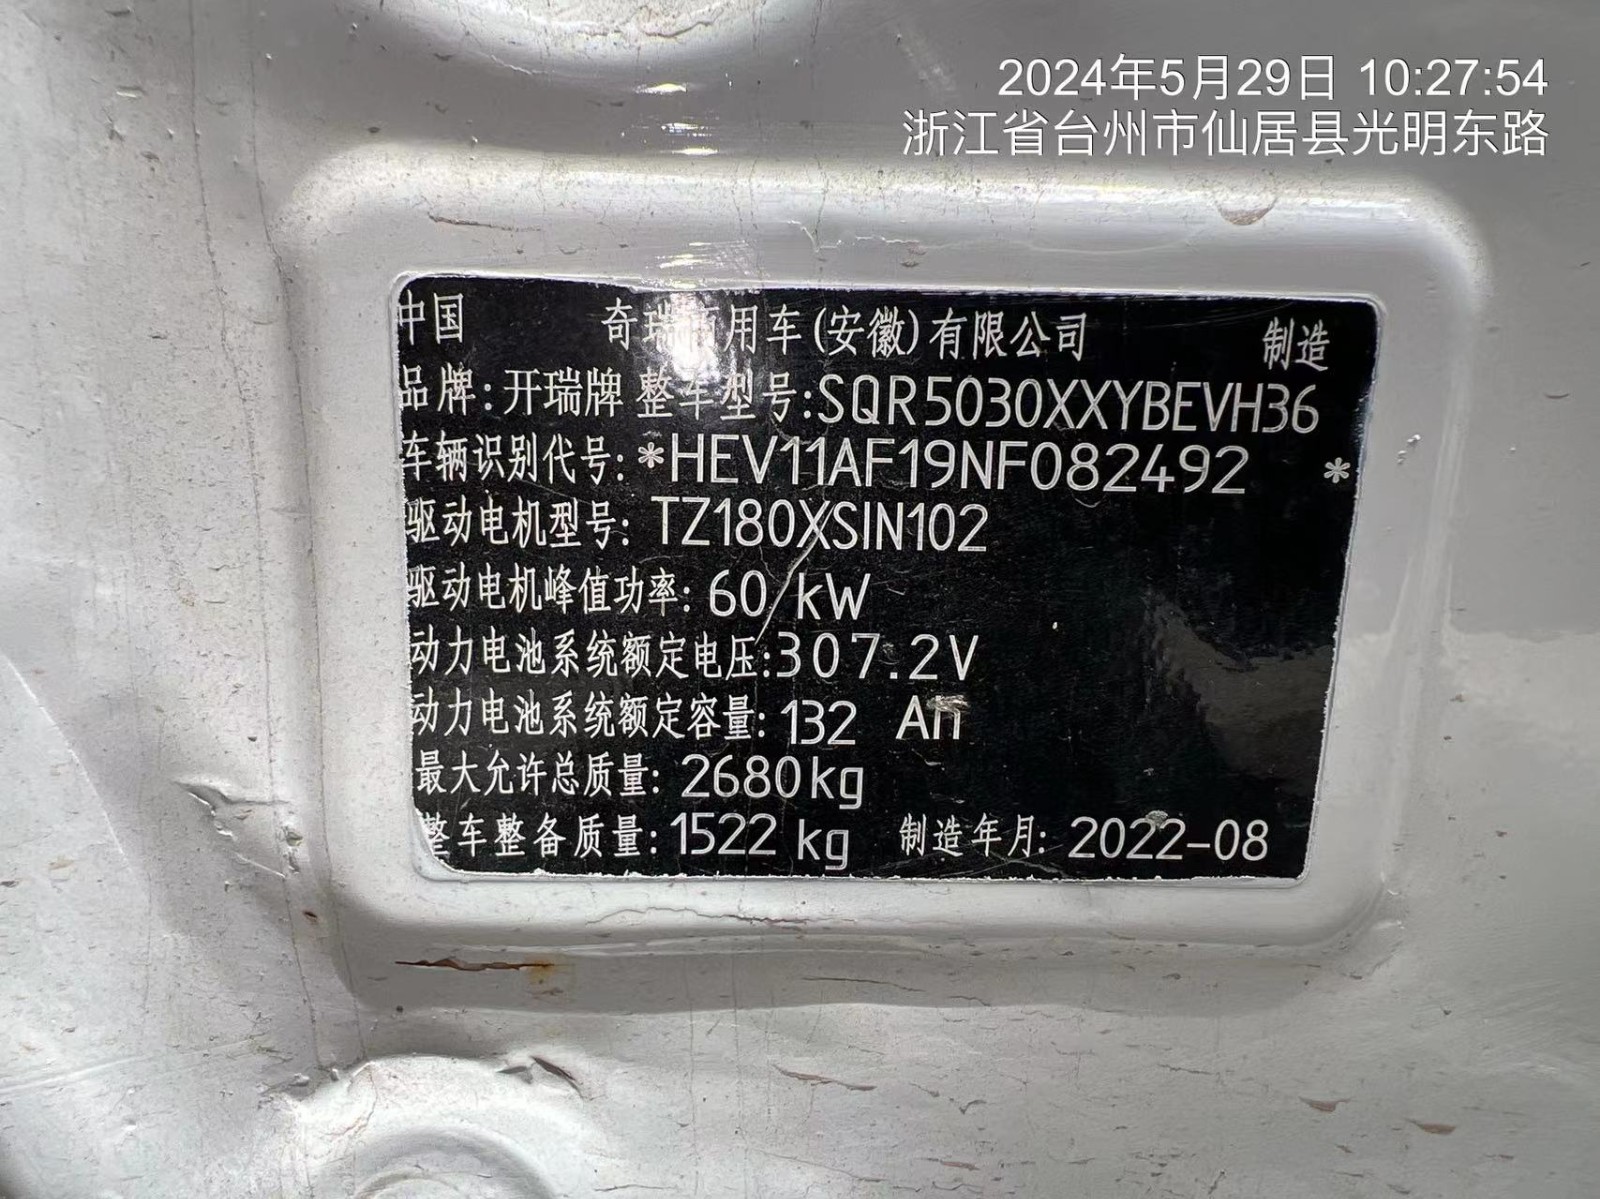 2024年5月29日 10:27:54
浙江省台州市仙居县光明东路
中国 奇瑞商用车(安徽)有限公司 制造
品牌:开瑞牌 整车型号:SQR5030XXYBEVH36
车辆识别代号:*HEV11AF19NF082492 *
驱动电机型号: TZ180XSIN102
驱动电机峰值功率: 60 kW
动力电池系统额定电压:307.2V
动力电池系统额定容量: 132 Ah
最大允许总质量: 2680kg
整车整备质量: 1522 kg 制造年月: 2022-08